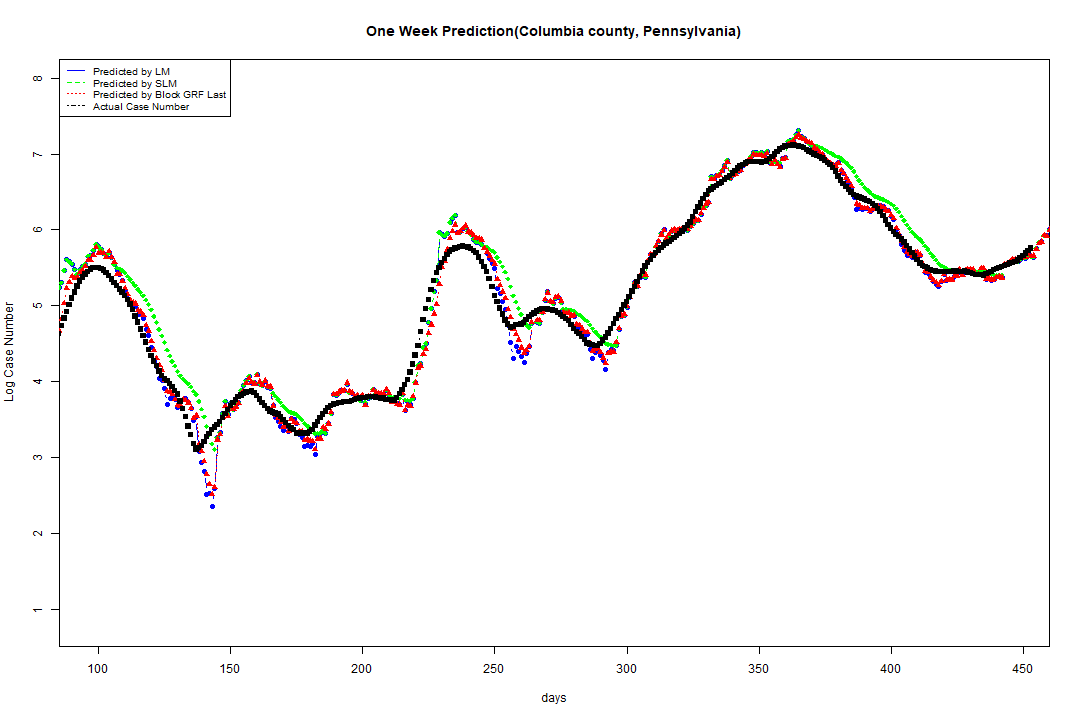 One Week Prediction(Columbia county, Pennsylvania)
Predicted by LM
Predicted by SLM
Predicted by Block GRF Last
Actual Case Number
8
7
6
5
4
3
2
1
Log Case Number
100 150 200 250 300 350 400 450
days